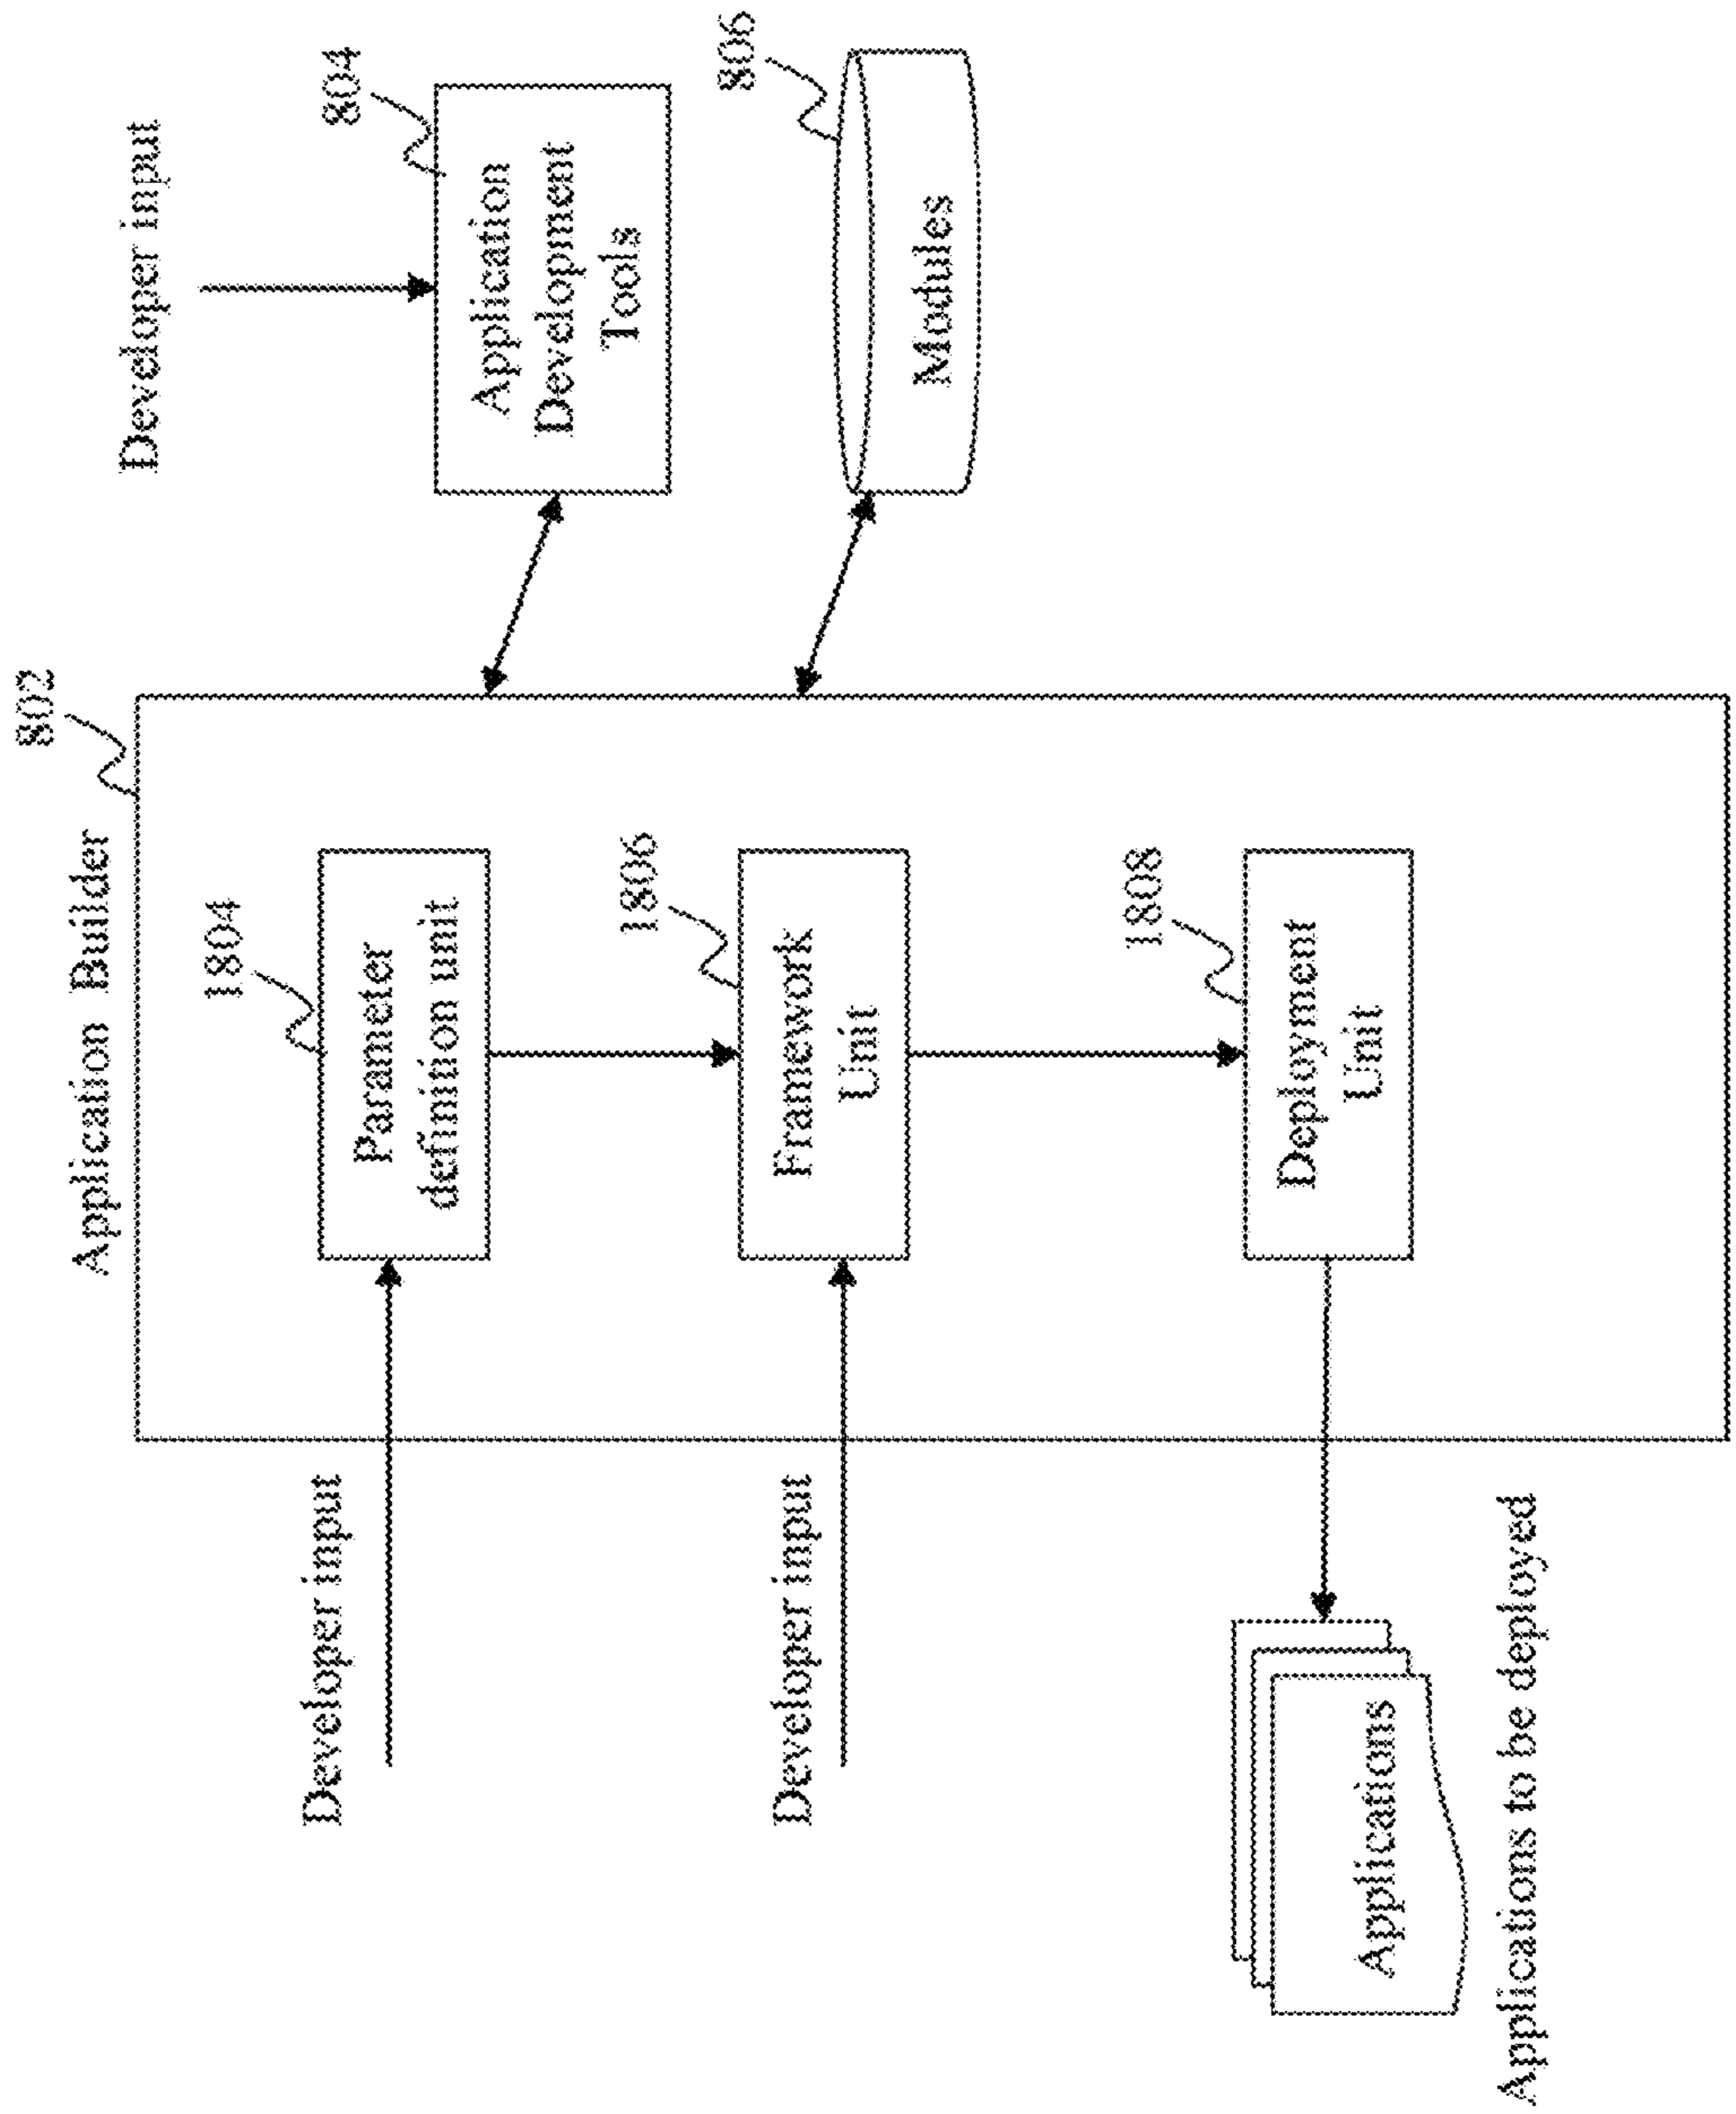 802
Application Builder
Developer input
804
Application
Development
Tools
806
Modules
Developer input
1804
Parameter
definition unit
Developer input
1806
Framework
Unit
1808
Deployment
Unit
Applications
Applications to be deployed